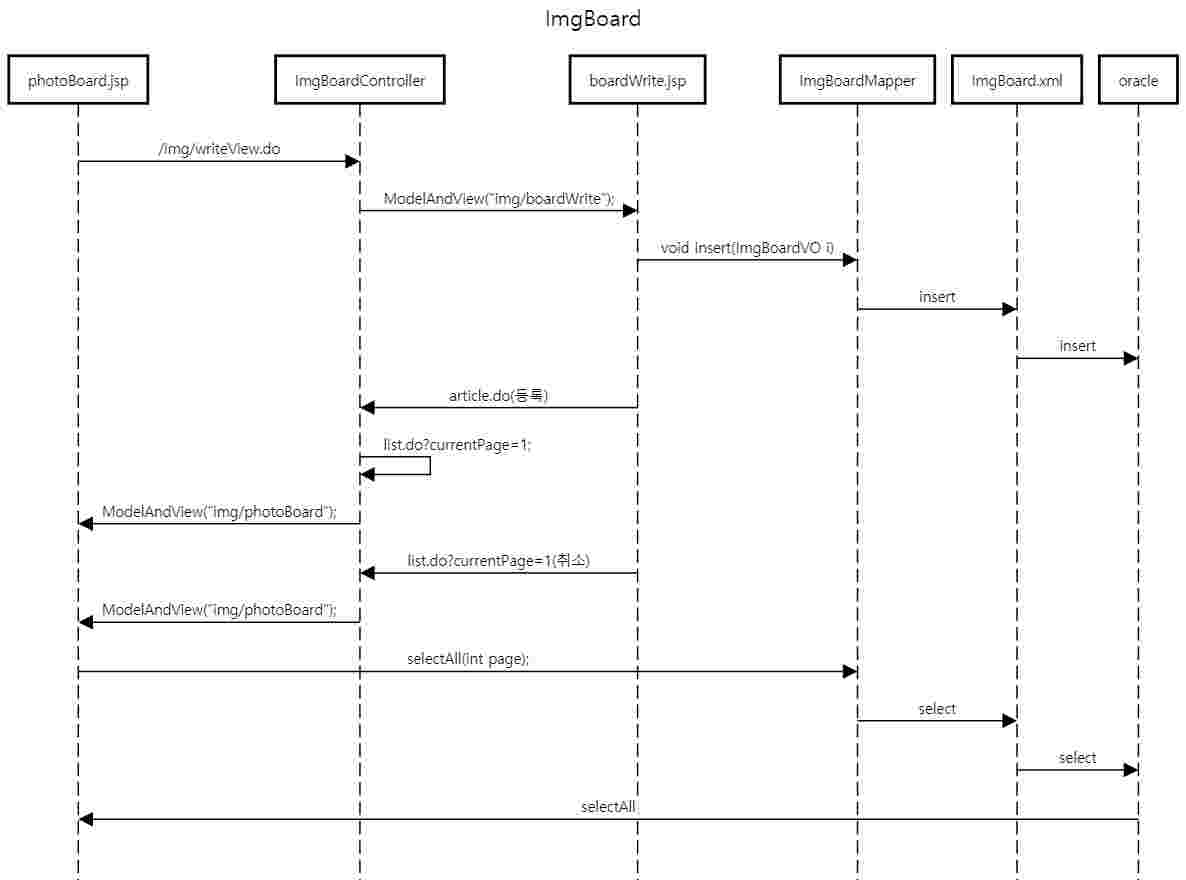 ImgBoard
photoBoard.jsp
ImgBoardController
boardWrite.jsp
ImgBoardMapper
ImgBoard.xml
oracle
/img/writeView.do
ModelAndView("img/boardWrite");
void insert(ImgBoardVO i)
insert
insert
article.do(등록)
list.do?currentPage=1;
ModelAndView("img/photoBoard");
list.do?currentPage=1(취소)
ModelAndView("img/photoBoard");
selectAll(int page);
select
select
selectAll